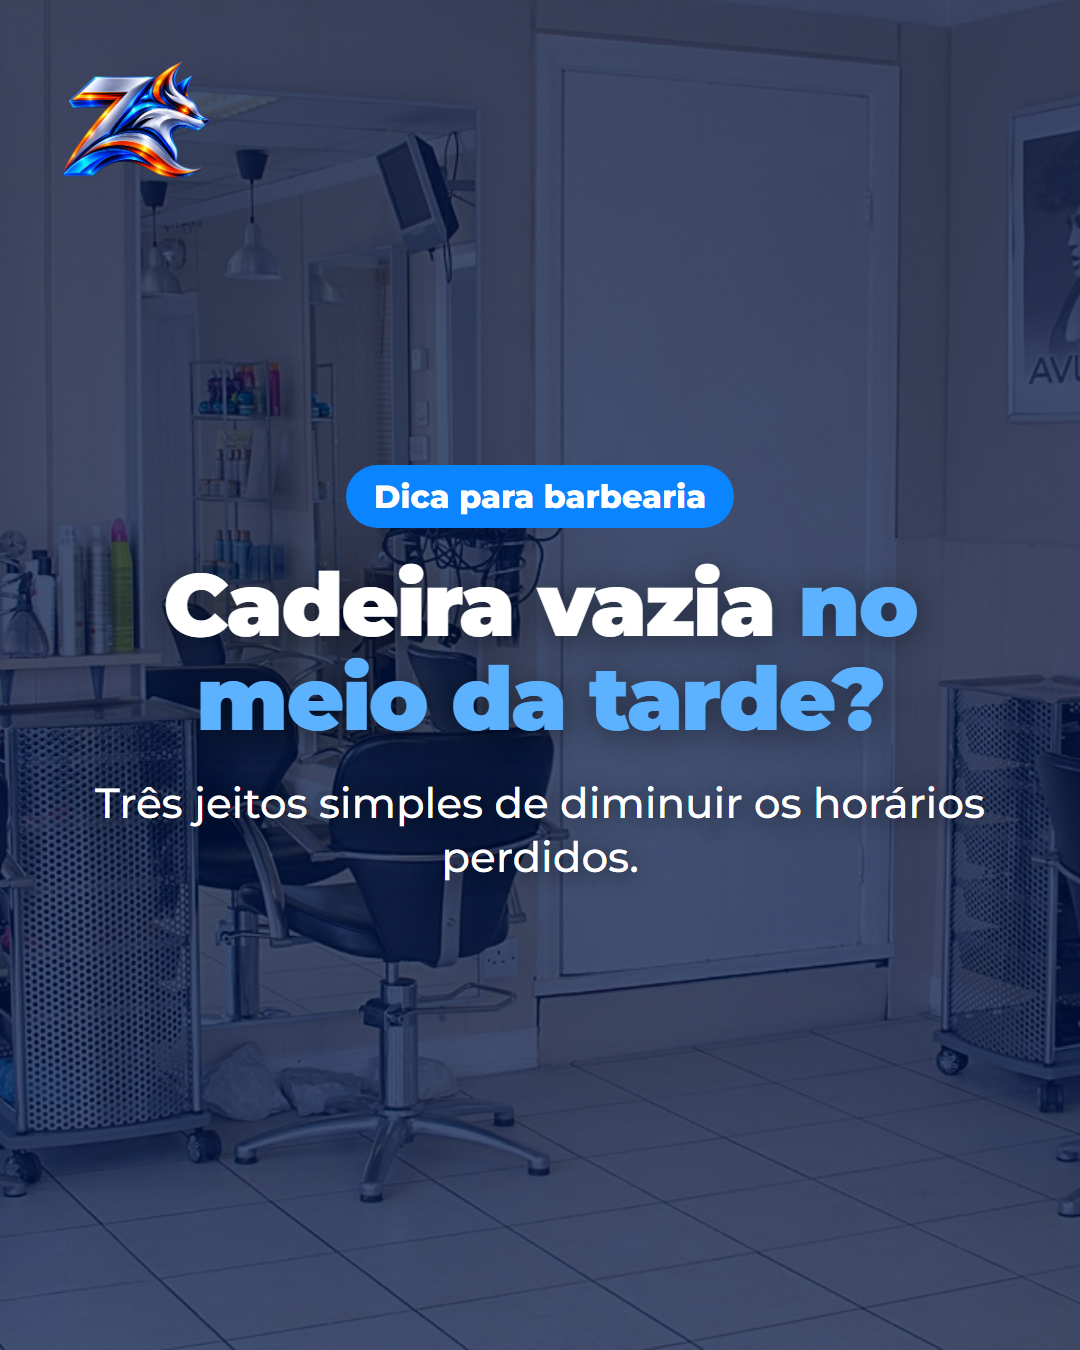 Dica para barbearia
Cadeira vazia no
meio da tarde?
Três jeitos simples de diminuir os horários
perdidos.